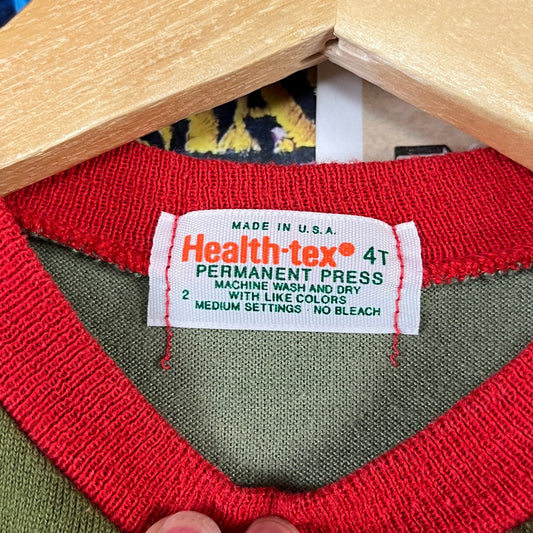 MADE IN U.S.A.
Health-tex® 4T
PERMANENT PRESS
MACHINE WASH AND DRY
2 WITH LIKE COLORS
MEDIUM SETTINGS · NO BLEACH